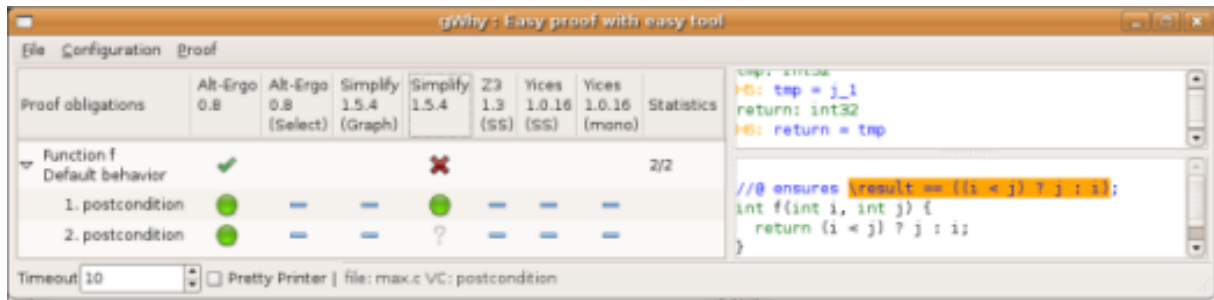 gWhy : Easy proof with easy tool
File Configuration Proof
Proof obligations
Alt-Ergo
0.8
Alt-Ergo
0.8
(Select)
Simplify
1.5.4
(Graph)
Simplify
1.5.4
Z3
1.3
(SS)
Yices
1.0.16
(SS)
Yices
1.0.16
(mono)
Statistics
Function f
Default behavior
2/2
1. postcondition
2. postcondition
?
Timeout 10
Pretty Printer | file: max.c VC: postcondition
tmp: int32
H5: tmp = j_1
return: int32
H6: return = tmp
//@ ensures \result == ((i < j) ? j : i);
int f(int i, int j) {
return (i < j) ? j : i;
}